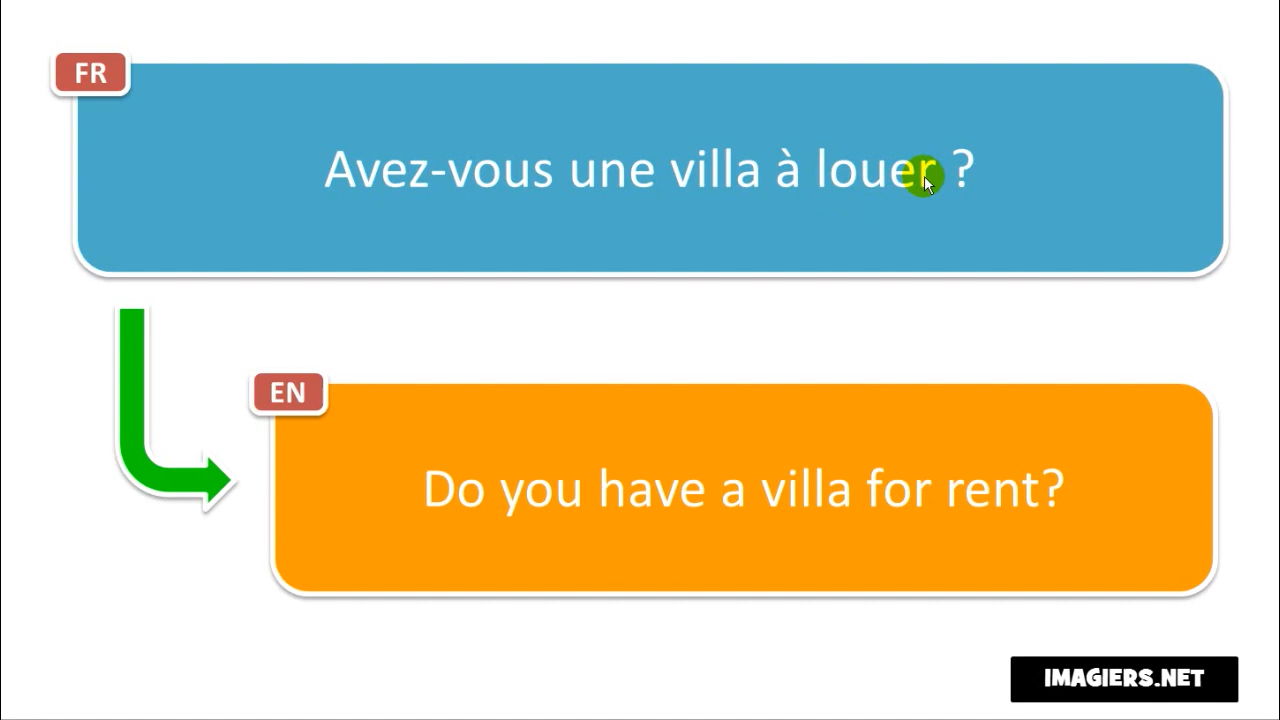 FR
Avez-vous une villa à louer ?
EN
Do you have a villa for rent?
IMAGIERS.NET